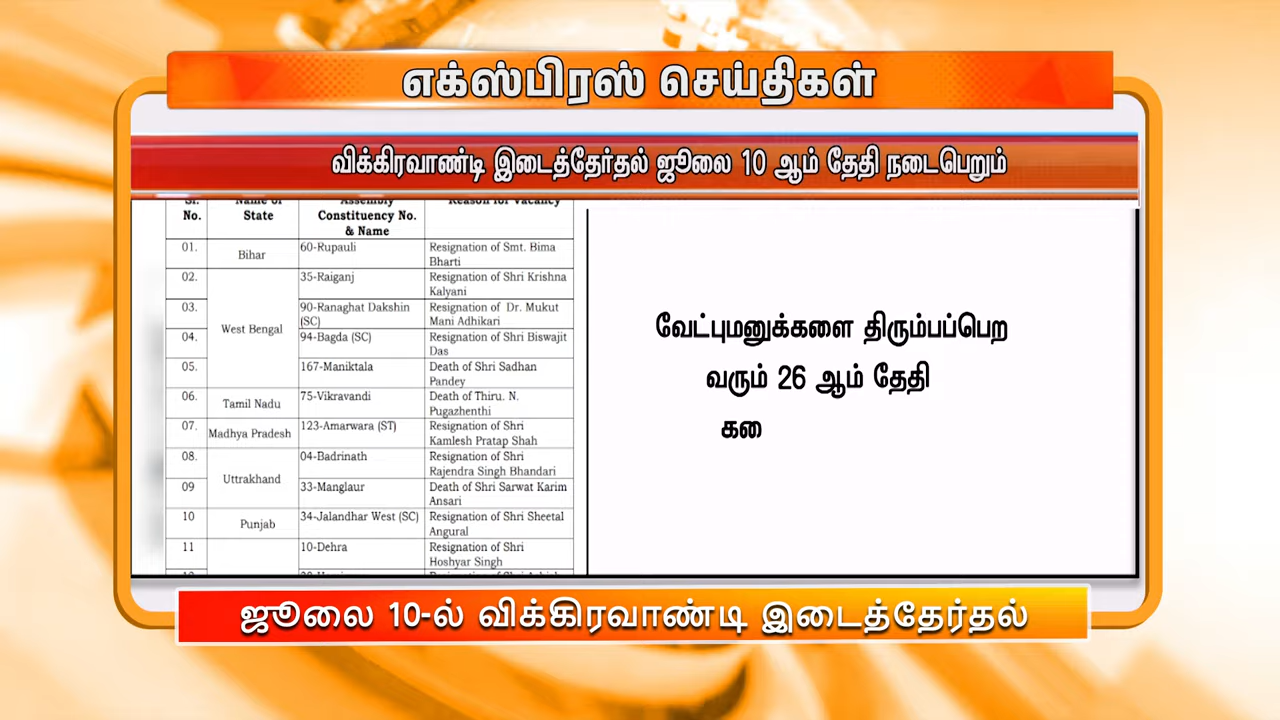 எக்ஸ்பிரஸ் செய்திகள்
விக்கிரவாண்டி இடைத்தேர்தல் ஜூலை 10 ஆம் தேதி நடைபெறும்
Sr. No. Name of State Assembly Constituency No. & Name Reason for Vacancy
01. Bihar 60-Rupauli Resignation of Smt. Bima Bharti
02. West Bengal 35-Raiganj Resignation of Shri Krishna Kalyani
03. 90-Ranaghat Dakshin (SC) Resignation of Dr. Mukut Mani Adhikari
04. 94-Bagda (SC) Resignation of Shri Biswajit Das
05. 167-Maniktala Death of Shri Sadhan Pandey
06. Tamil Nadu 75-Vikravandi Death of Thiru. N. Pugazhenthi
07. Madhya Pradesh 123-Amarwara (ST) Resignation of Shri Kamlesh Pratap Shah
08. Uttrakhand 04-Badrinath Resignation of Shri Rajendra Singh Bhandari
09 33-Manglaur Death of Shri Sarwat Karim Ansari
10 Punjab 34-Jalandhar West (SC) Resignation of Shri Sheetal Angural
11 10-Dehra Resignation of Shri Hoshyar Singh
வேட்புமனுக்களை திரும்பப்பெற
வரும் 26 ஆம் தேதி
கடை
ஜூலை 10-ல் விக்கிரவாண்டி இடைத்தேர்தல்